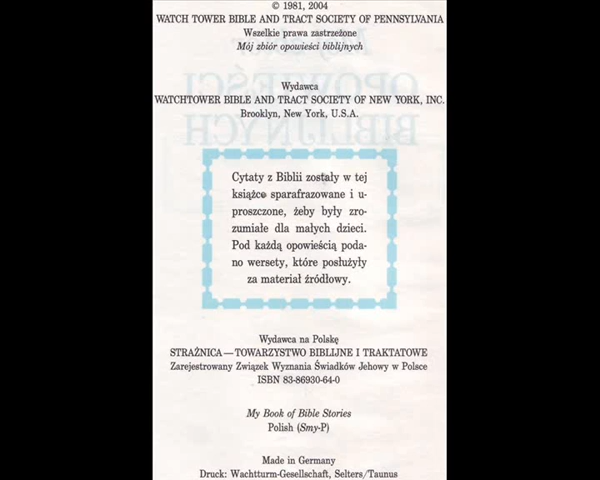 © 1981, 2004
WATCH TOWER BIBLE AND TRACT SOCIETY OF PENNSYLVANIA
Wszelkie prawa zastrzeżone
Mój zbiór opowieści biblijnych
Wydawca
WATCHTOWER BIBLE AND TRACT SOCIETY OF NEW YORK, INC.
Brooklyn, New York, U.S.A.
Cytaty z Biblii zostały w tej
książce sparafrazowane i u-
proszczone, żeby były zro-
zumiałe dla małych dzieci.
Pod każdą opowieścią poda-
no wersety, które posłużyły
za materiał źródłowy.
Wydawca na Polskę
STRAŻNICA — TOWARZYSTWO BIBLIJNE I TRAKTATOWE
Zarejestrowany Związek Wyznania Świadków Jehowy w Polsce
ISBN 83-86930-64-0
My Book of Bible Stories
Polish (Smy-P)
Made in Germany
Druck: Wachtturm-Gesellschaft, Selters/Taunus